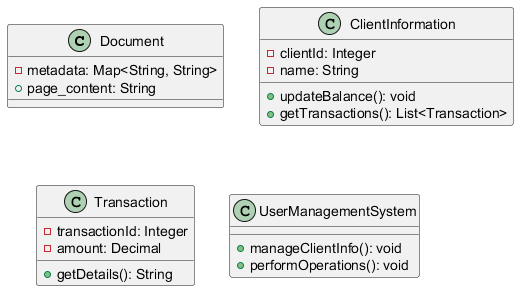 C Document
metadata: Map<String, String>
page_content: String
C ClientInformation
clientId: Integer
name: String
updateBalance(): void
getTransactions(): List<Transaction>
C Transaction
transactionId: Integer
amount: Decimal
getDetails(): String
C UserManagementSystem
manageClientInfo(): void
performOperations(): void